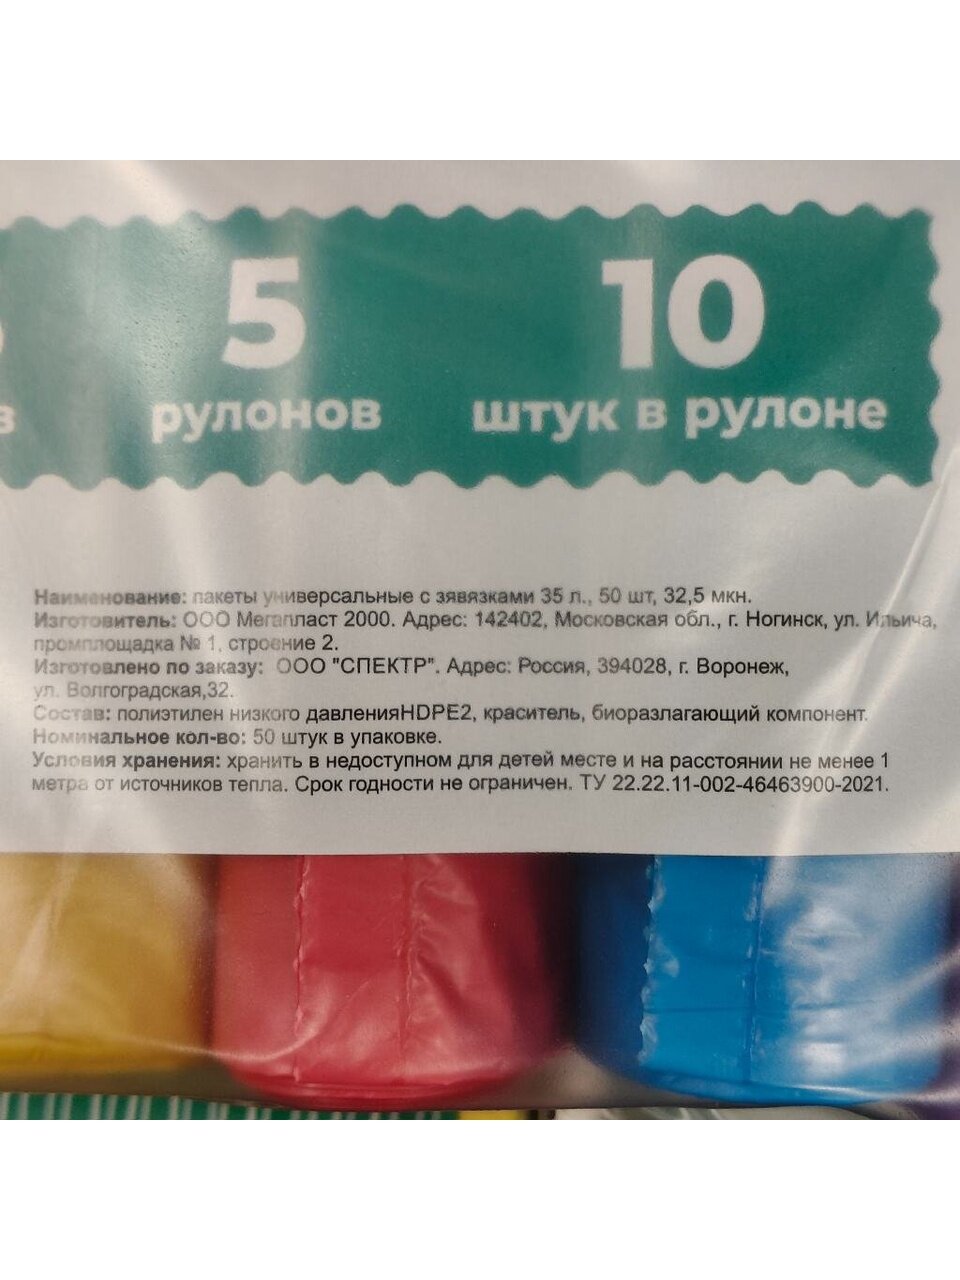 5
рулонов
10
штук в рулоне
в
Наименование: пакеты универсальные с зявязками 35 л., 50 шт, 32,5 мкн.
Изготовитель: ООО Мегапласт 2000. Адрес: 142402, Московская обл., г. Ногинск, ул. Ильича,
промплощадка № 1, строение 2.
Изготовлено по заказу: ООО "СПЕКТР". Адрес: Россия, 394028, г. Воронеж,
ул. Волгоградская,32.
Состав: полиэтилен низкого давленияHDPE2, краситель, биоразлагающий компонент.
Номинальное кол-во: 50 штук в упаковке.
Условия хранения: хранить в недоступном для детей месте и на расстоянии не менее 1
метра от источников тепла. Срок годности не ограничен. ТУ 22.22.11-002-46463900-2021.